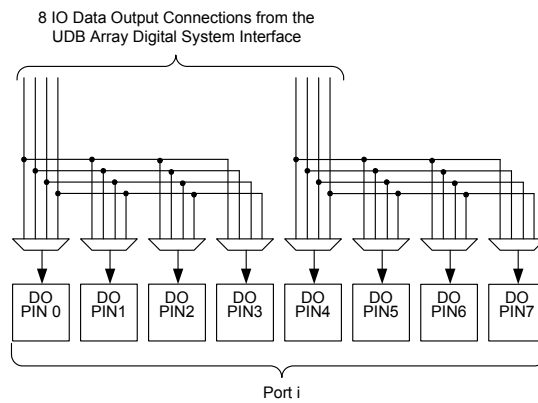 8 IO Data Output Connections from the
UDB Array Digital System Interface
DO
PIN 0
DO
PIN1
DO
PIN2
DO
PIN3
DO
PIN4
DO
PIN5
DO
PIN6
DO
PIN7
Port i